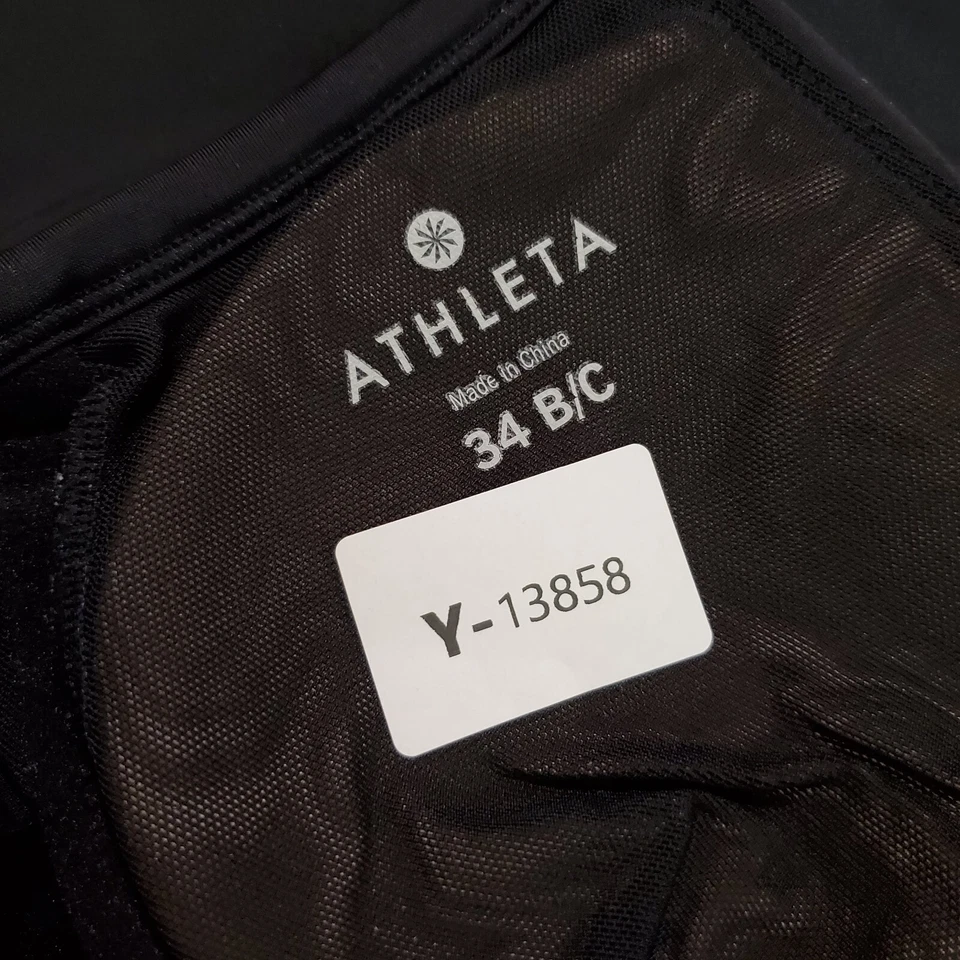 ATHLETA
Made in China
34 B/C
Y-13858